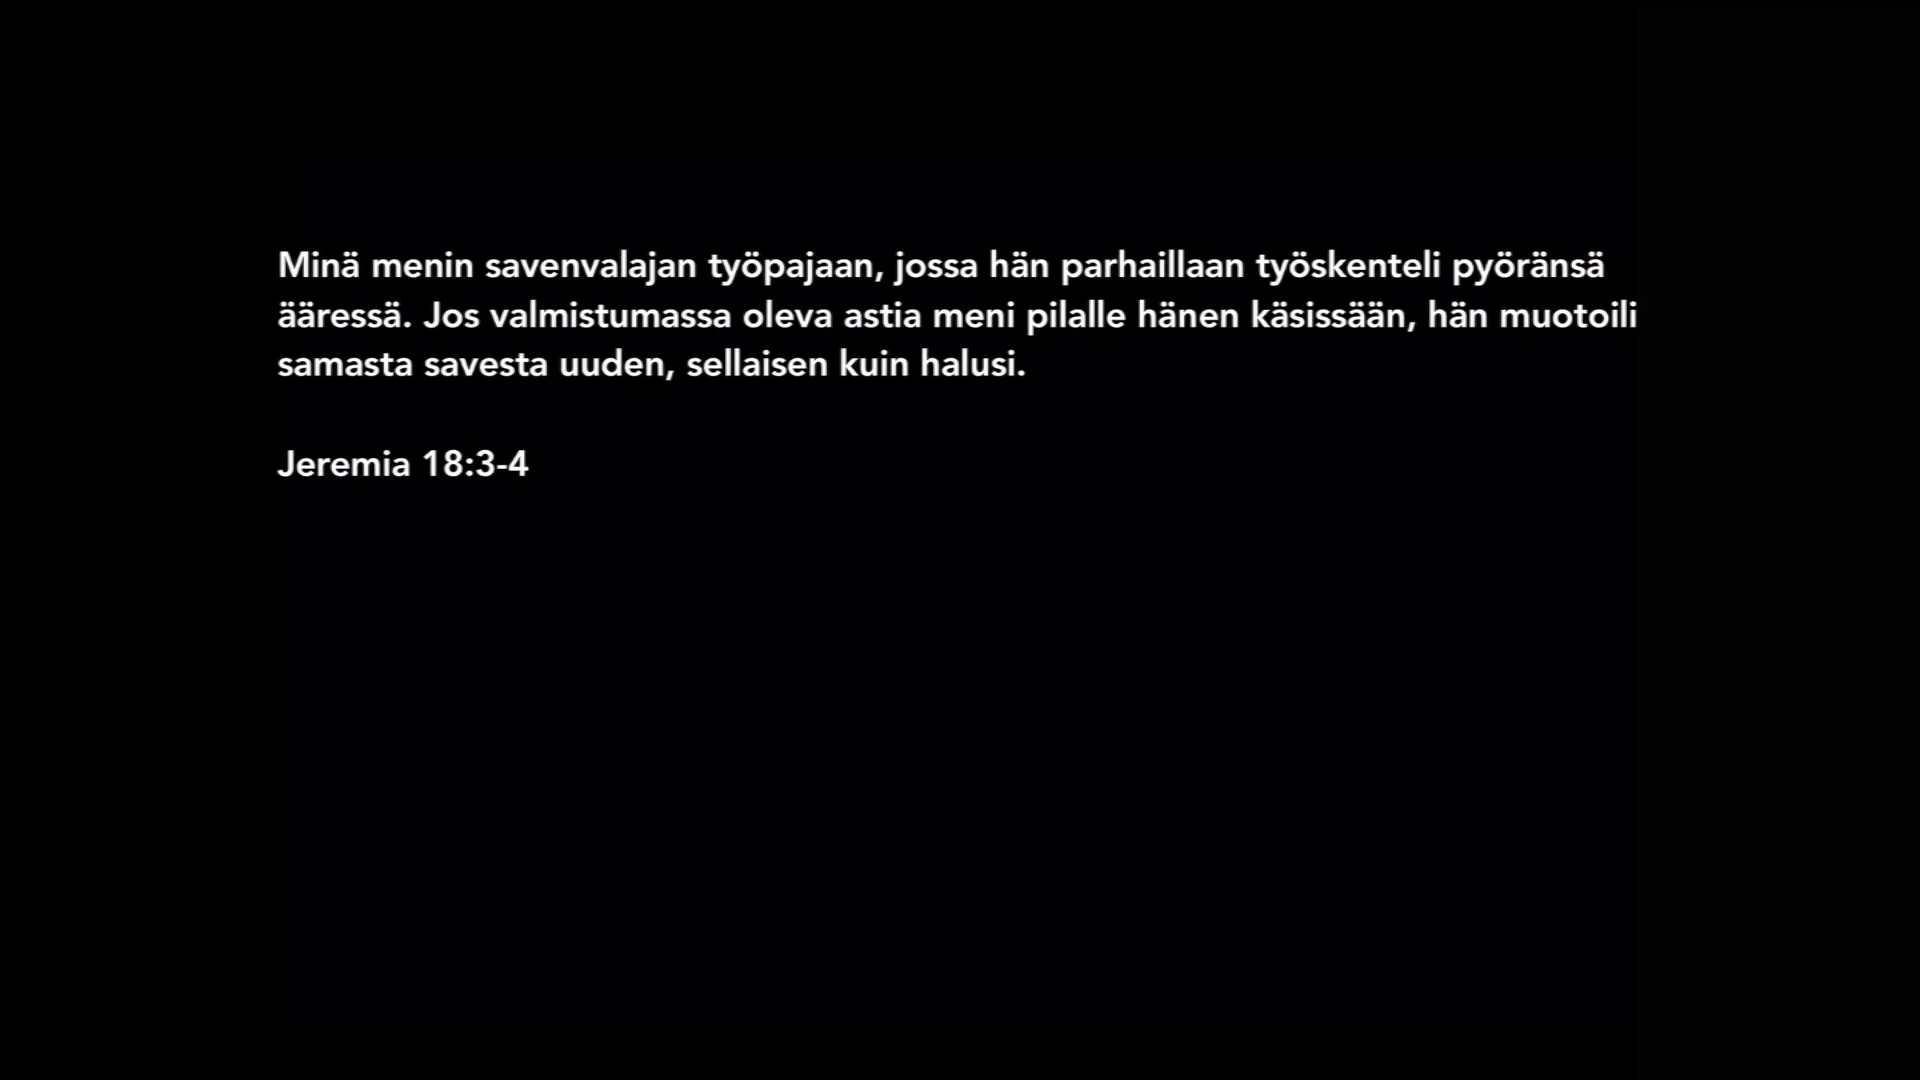 Minä menin savenvalajan työpajaan, jossa hän parhaillaan työskenteli pyöränsä
ääressä. Jos valmistumassa oleva astia meni pilalle hänen käsissään, hän muotoili
samasta savesta uuden, sellaisen kuin halusi.
Jeremia 18:3-4